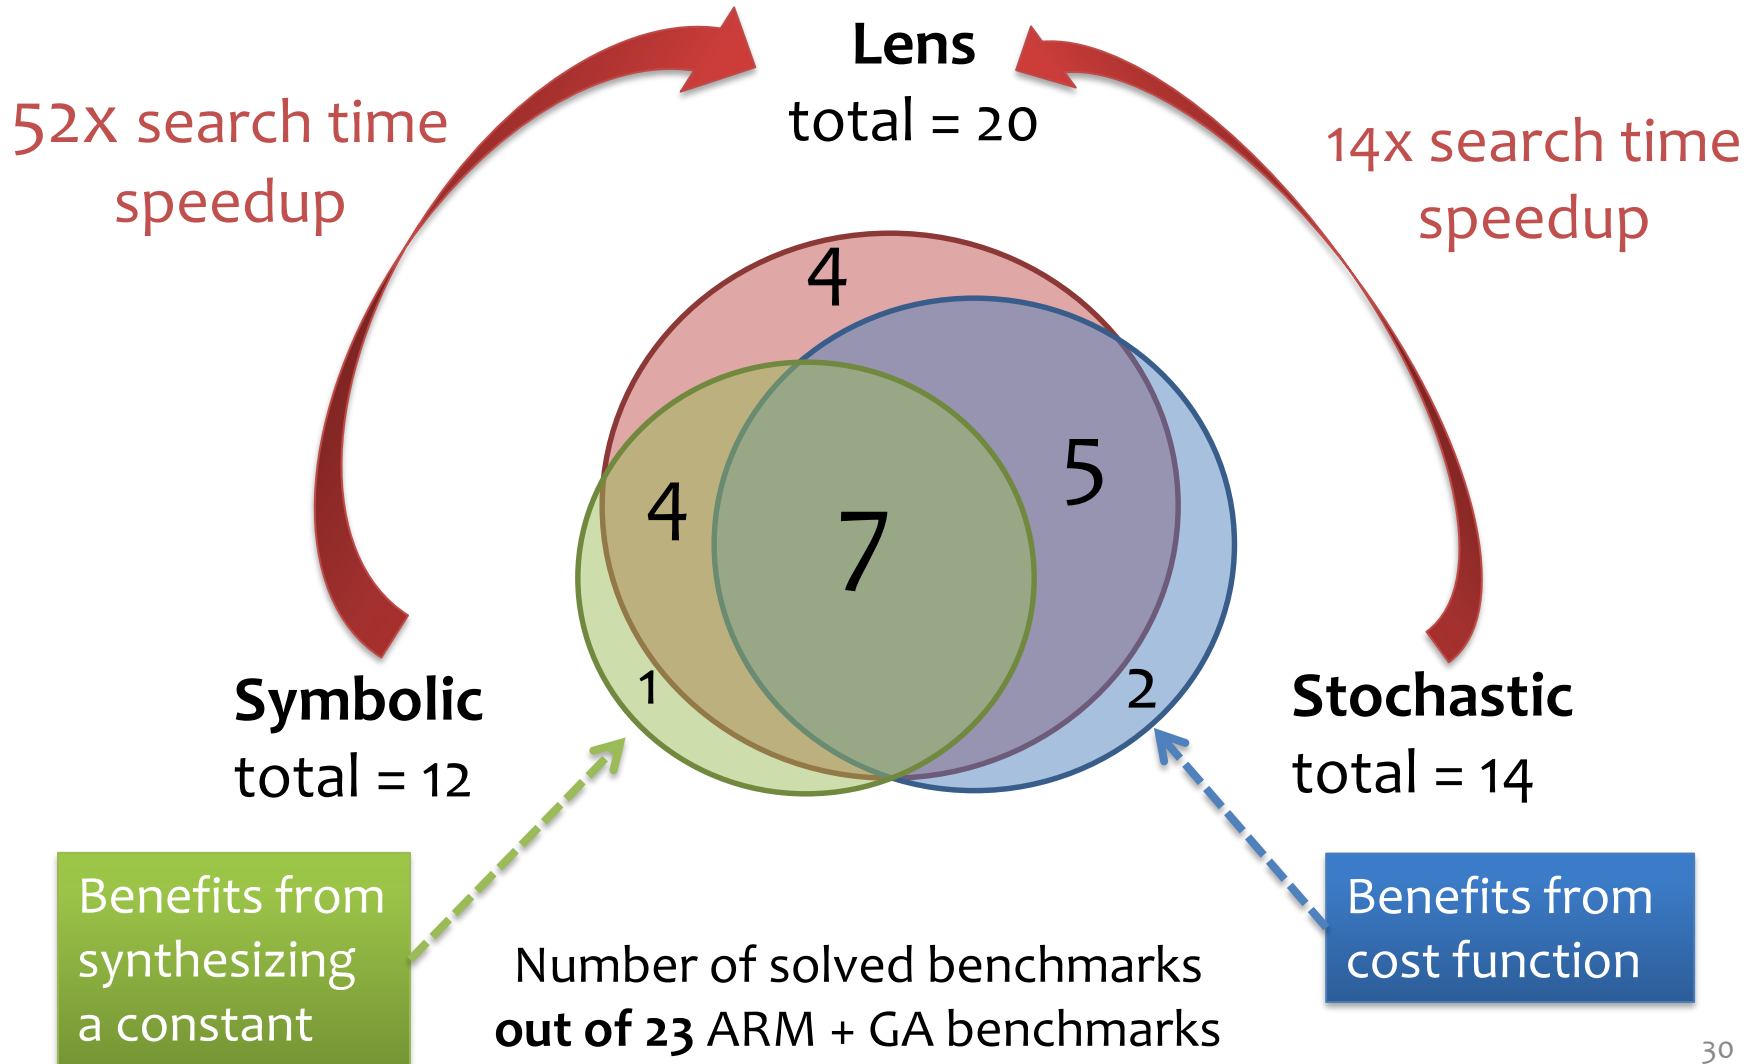 Lens
total = 20
52x search time
speedup
14x search time
speedup
4
5
4
7
1
2
Symbolic
total = 12
Stochastic
total = 14
Benefits from
synthesizing
a constant
Benefits from
cost function
Number of solved benchmarks
out of 23 ARM + GA benchmarks
30